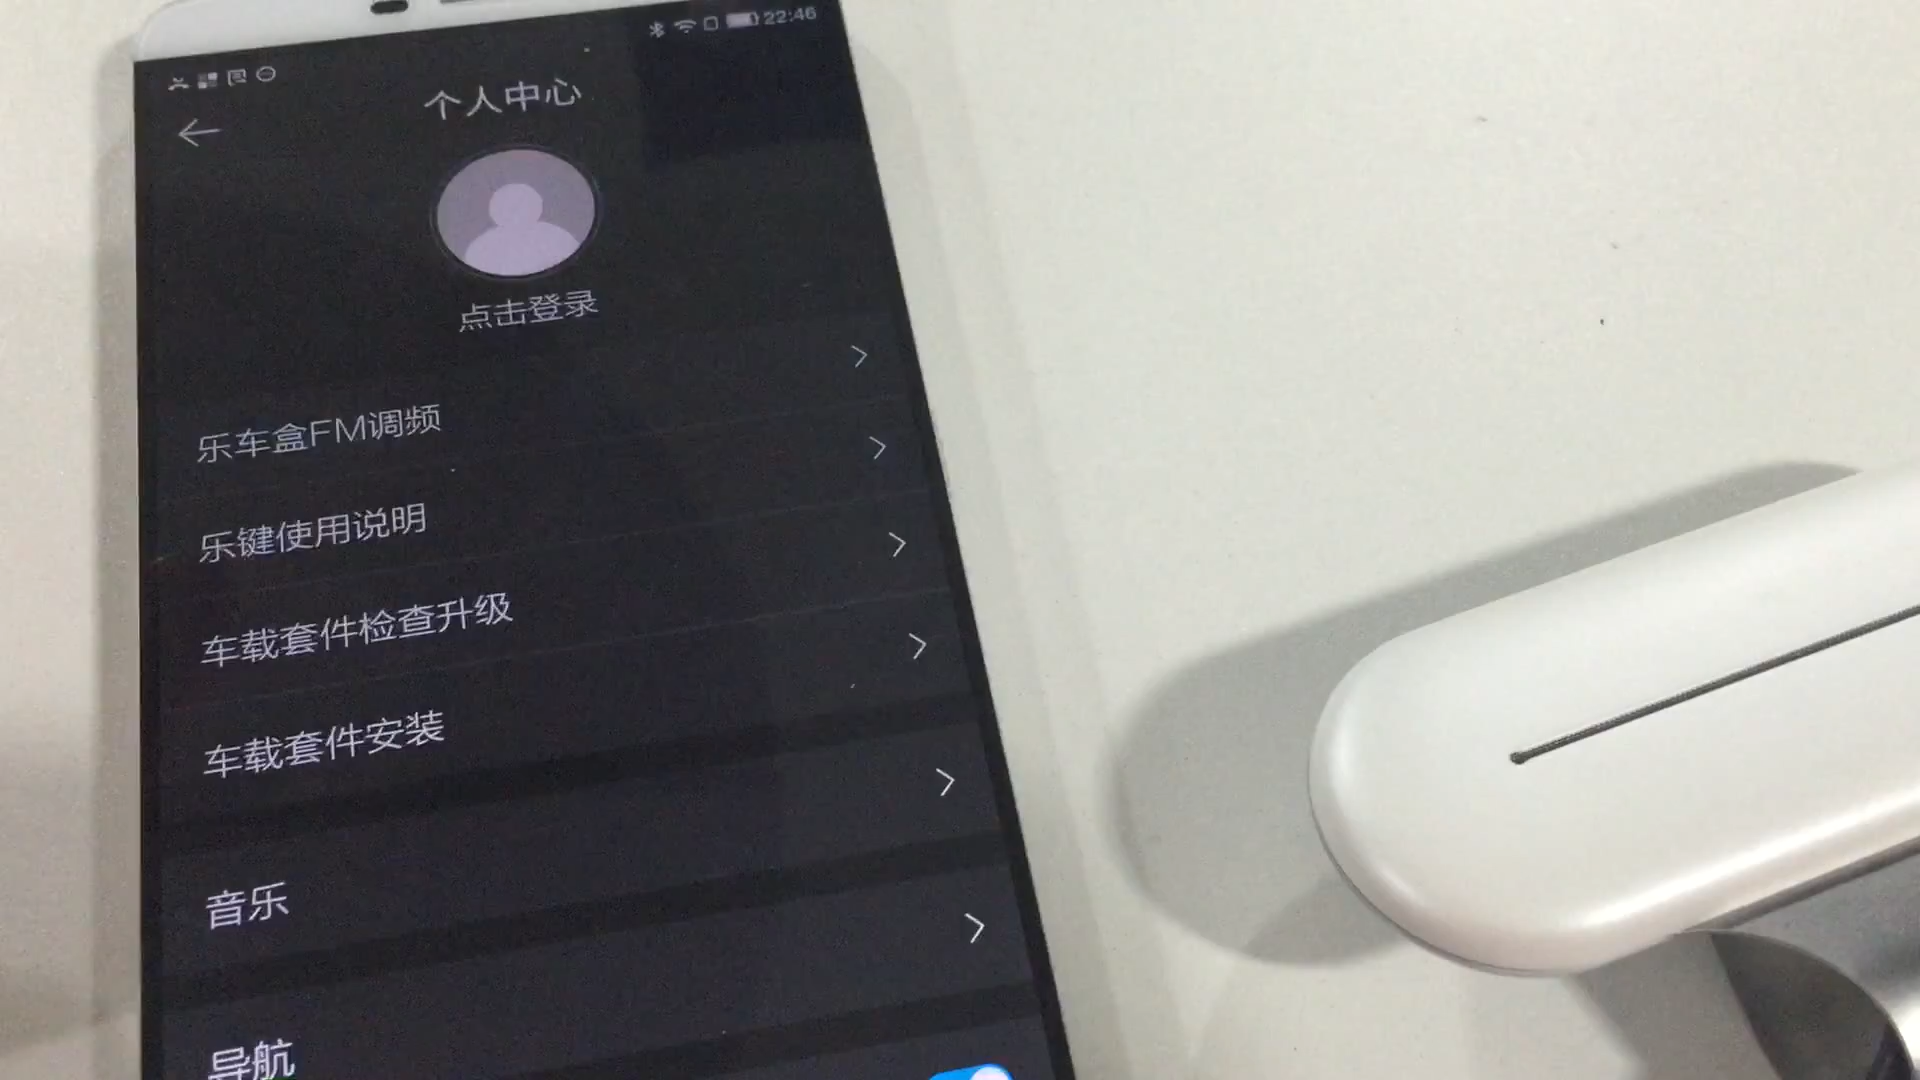 22:46
个人中心
点击登录
乐车盒FM调频
乐键使用说明
车载套件检查升级
车载套件安装
音乐
导航